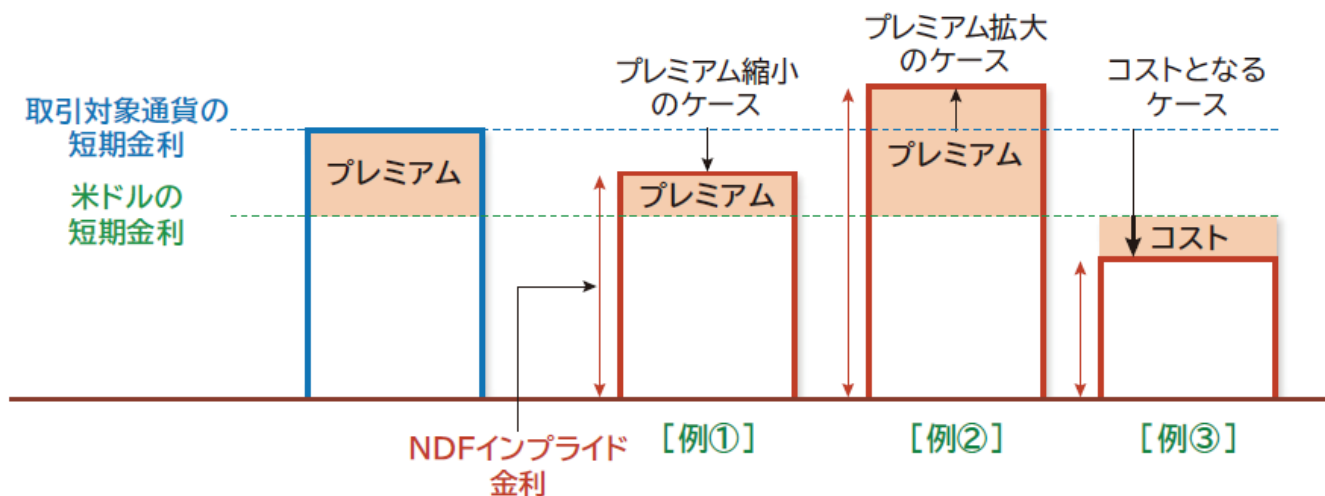 取引対象通貨の
短期金利
米ドルの
短期金利
プレミアム
プレミアム縮小
のケース
プレミアム
プレミアム拡大
のケース
プレミアム
コストとなる
ケース
コスト
NDFインプライド
金利
［例①］
［例②］
［例③］